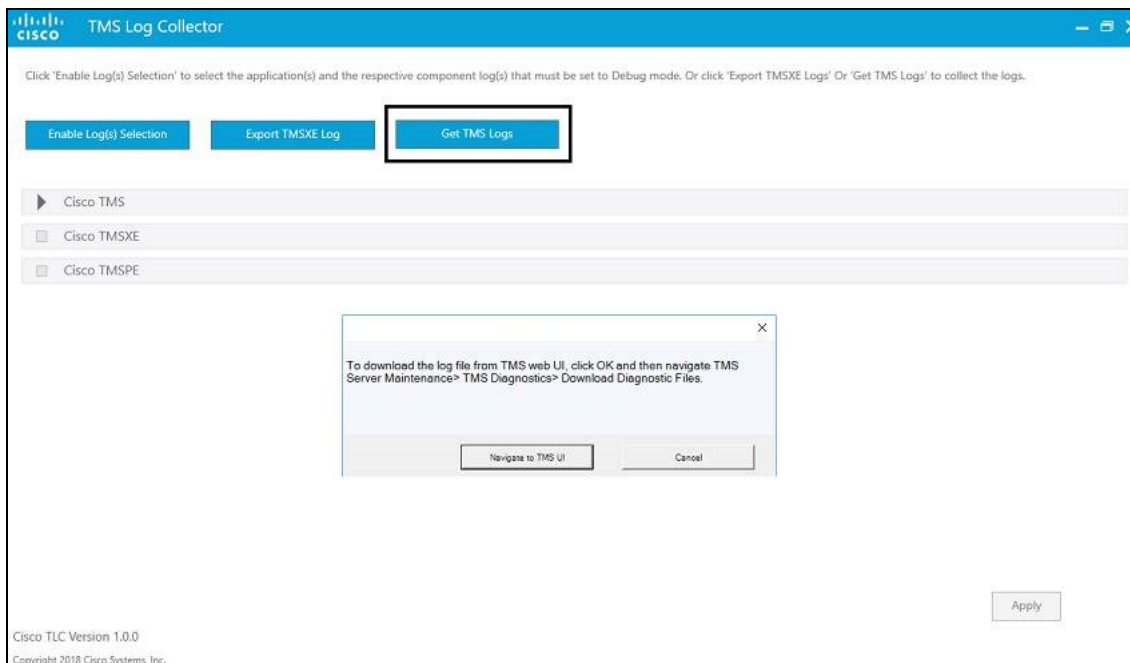 CISCO
TMS Log Collector
Click 'Enable Log(s) Selection' to select the application(s) and the respective component log(s) that must be set to Debug mode. Or click 'Export TMSXE Logs' Or 'Get TMS Logs' to collect the logs.
Enable Log(s) Selection
Export TMSXE Log
Get TMS Logs
Cisco TMS
Cisco TMSXE
Cisco TMSPE
To download the log file from TMS web UI, click OK and then navigate TMS
Server Maintenance> TMS Diagnostics> Download Diagnostic Files.
Navigate to TMS UI
Cancel
Apply
Cisco TLC Version 1.0.0
Copyright 2018 Cisco Systems, Inc.